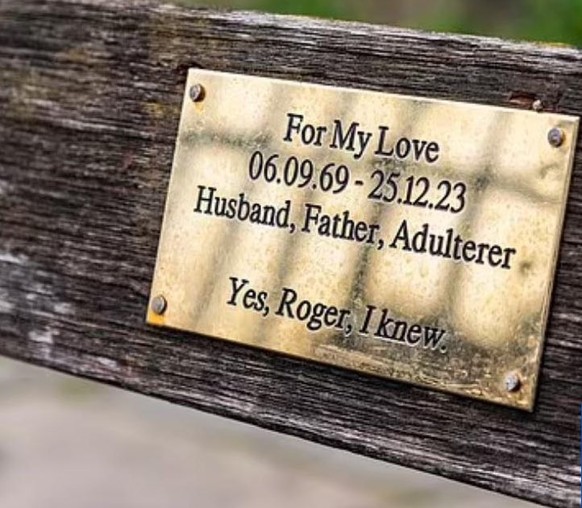 For My Love
06.09.69 - 25.12.23
Husband, Father, Adulterer
Yes, Roger, I knew.